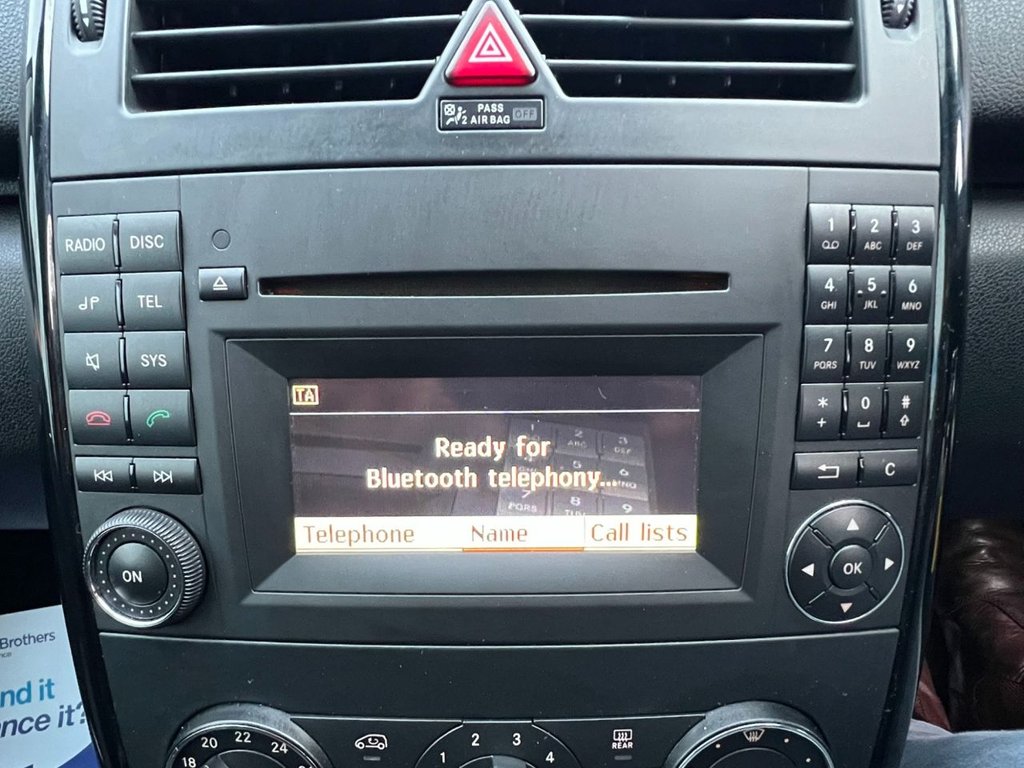 PASS
2 AIR BAG OFF
RADIO DISC
TEL
SYS
ON
TA
Ready for
Bluetooth telephony...
Telephone Name Call lists
1 2 ABC 3 DEF
4 GHI 5 JKL 6 MNO
7 PQRS 8 TUV 9 WXYZ
* + 0 #
C
OK
Brothers
nd it
nce it?
18 20 22 24
1 2 3 4
REAR